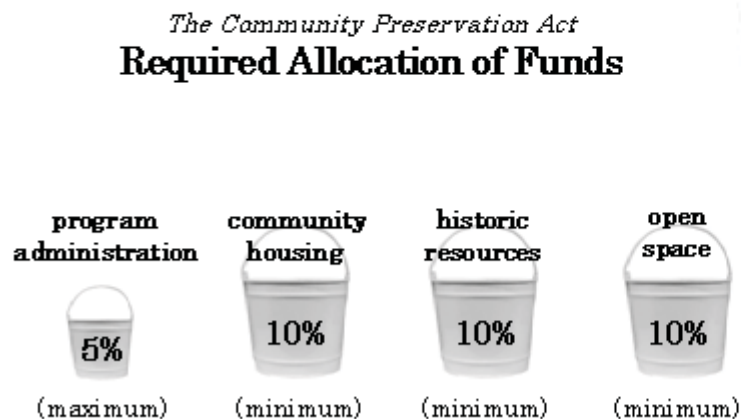 The Community Preservation Act
Required Allocation of Funds
program
administration
community
housing
historic
resources
open
space
5%
10%
10%
10%
(maximum)
(minimum)
(minimum)
(minimum)